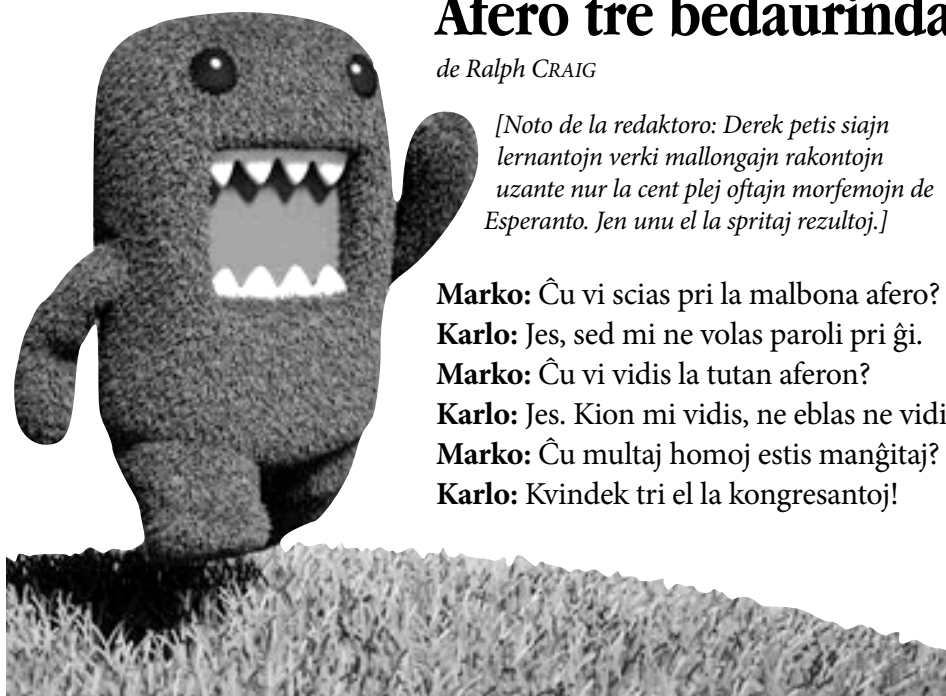 Afero tre bedaurinda
de Ralph CRAIG
[Noto de la redaktoro: Derek petis siajn
lernantojn verki mallongajn rakontojn
uzante nur la cent plej oftajn morfemojn de
Esperanto. Jen unu el la spritaj rezultoj.]
Marko: Ĉu vi scias pri la malbona afero?
Karlo: Jes, sed mi ne volas paroli pri ĝi.
Marko: Ĉu vi vidis la tutan aferon?
Karlo: Jes. Kion mi vidis, ne eblas ne vidi
Marko: Ĉu multaj homoj estis manĝitaj?
Karlo: Kvindek tri el la kongresantoj!